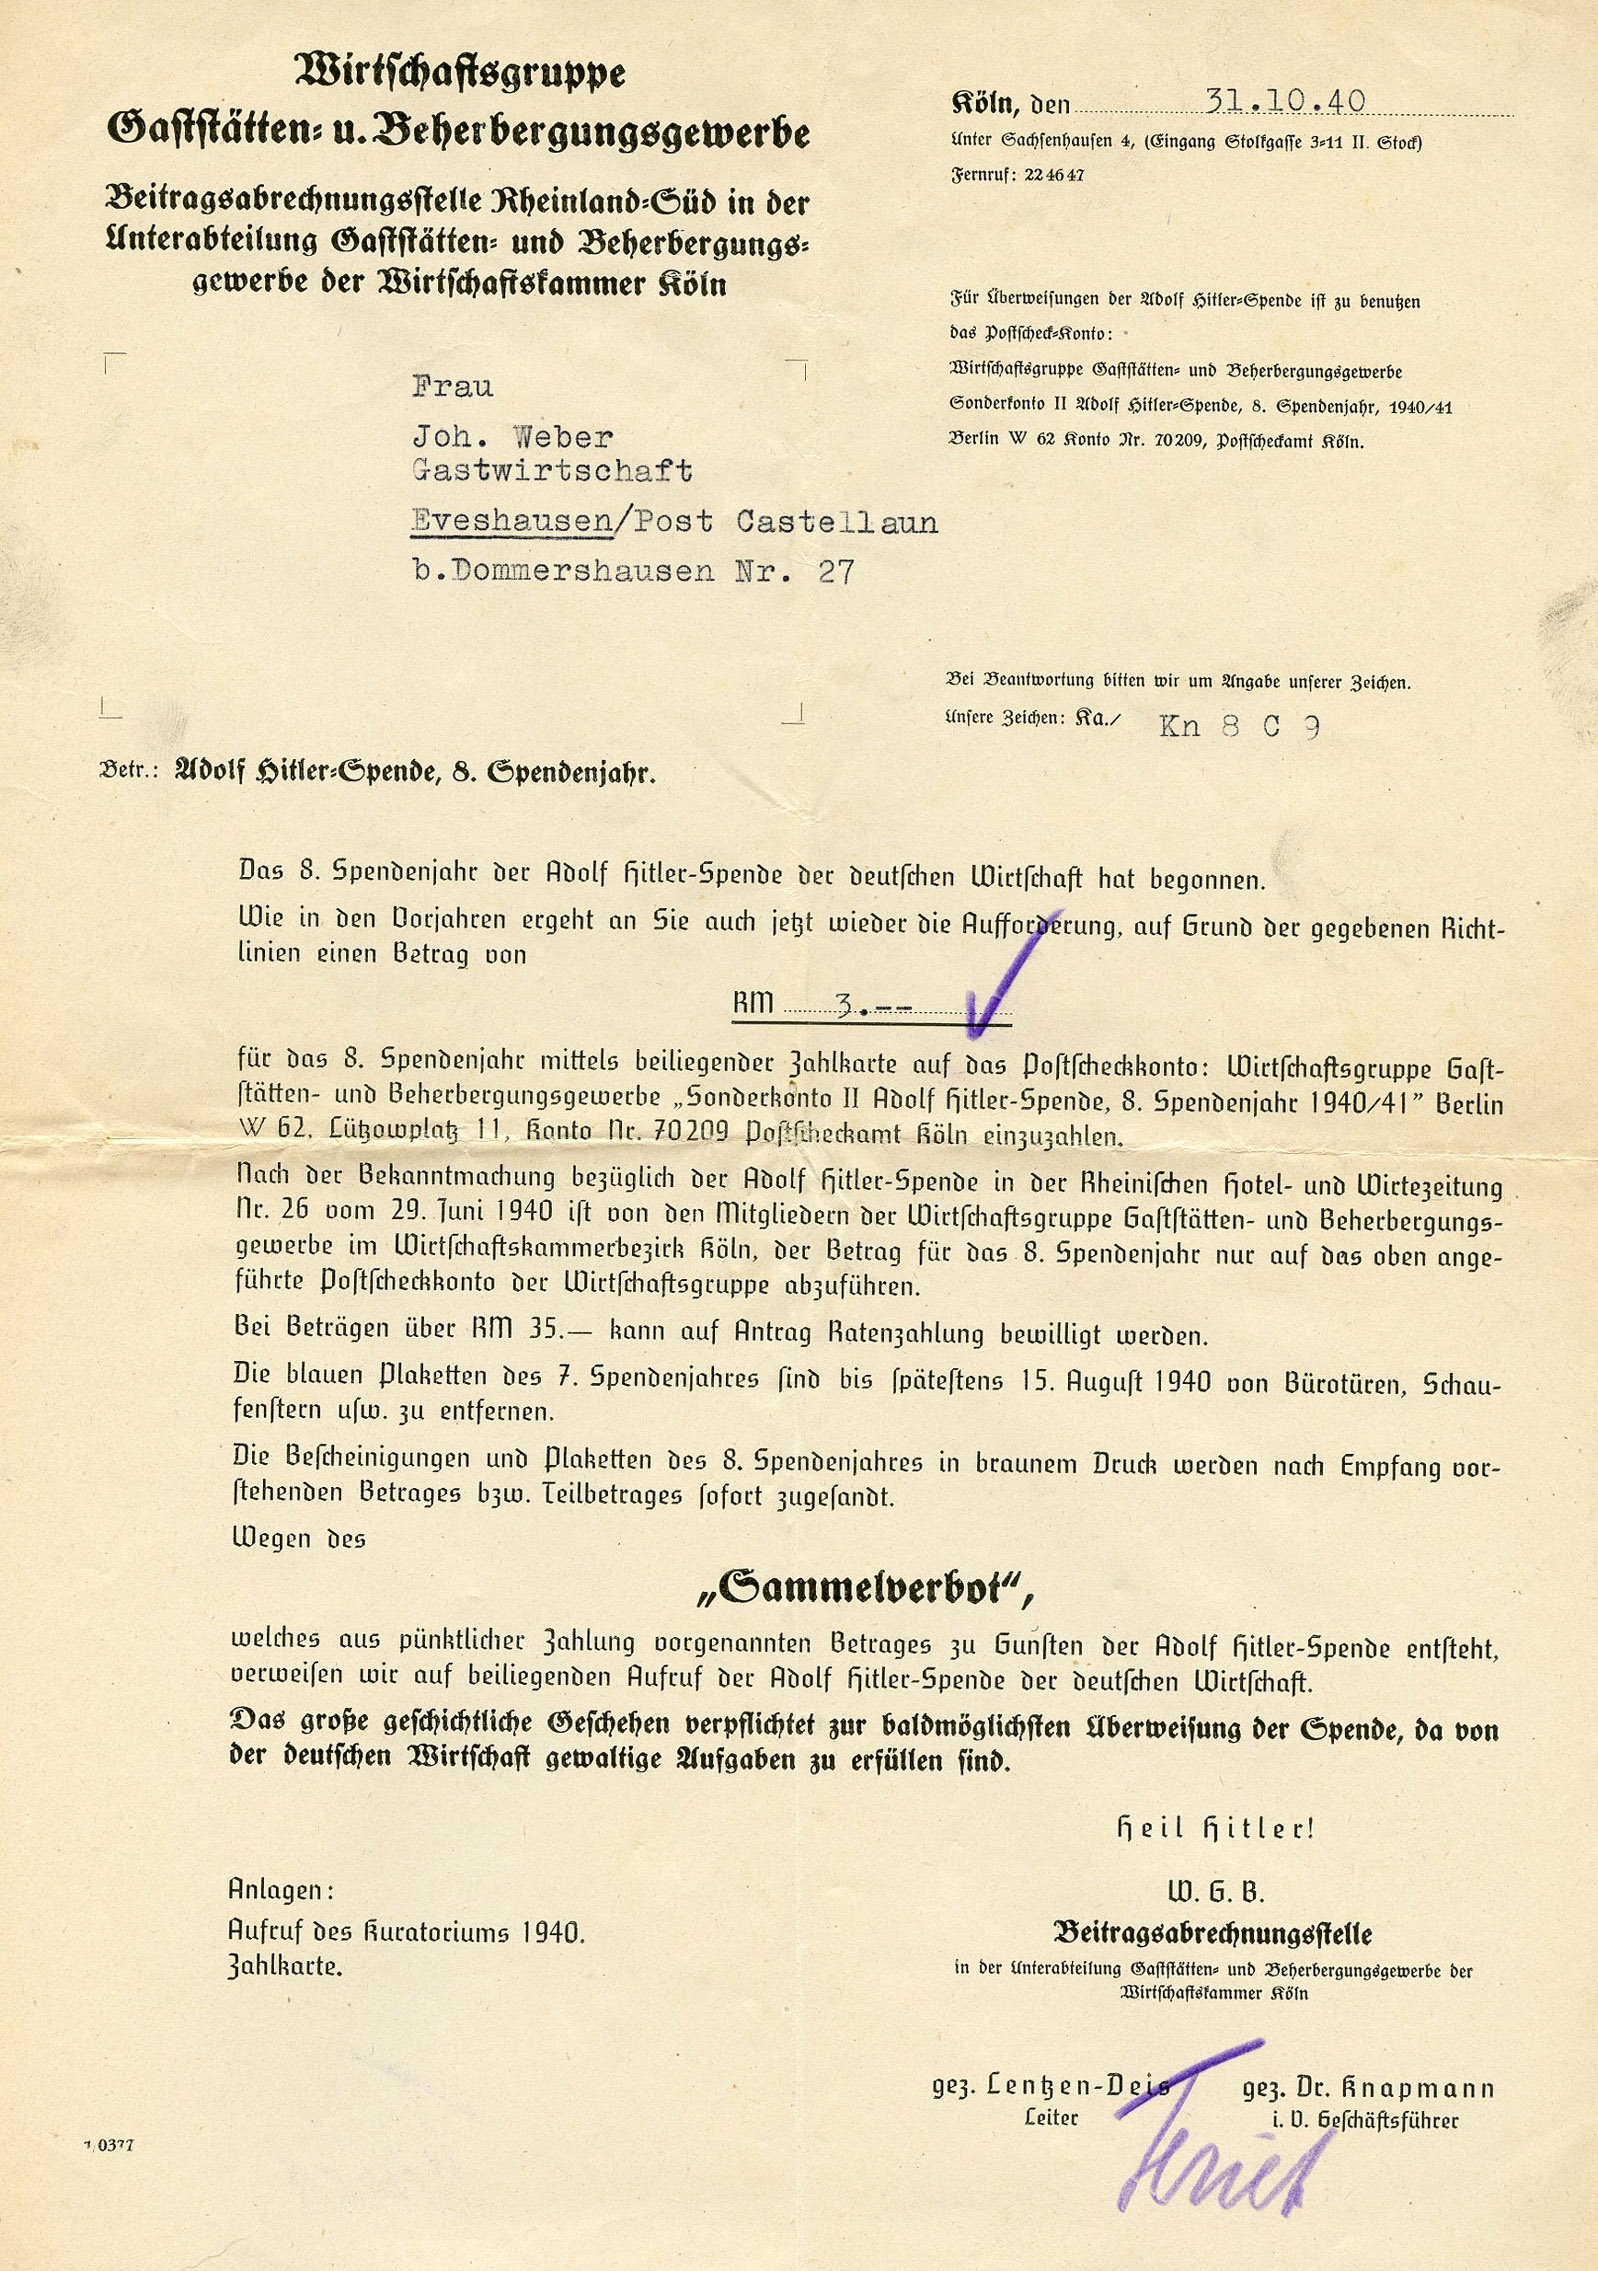 Wirtschaftsgruppe
Gaststätten- u. Beherbergungsgewerbe
Beitragsabrechnungsstelle Rheinland-Süd in der
Unterabteilung Gaststätten- und Beherbergungs-
gewerbe der Wirtschaftskammer Köln
Köln, den 31.10.40
Unter Sachsenhausen 4, (Eingang Stolkgasse 3-11 II. Stock)
Fernruf: 224647
Für Überweisungen der Adolf Hitler-Spende ist zu benutzen
das Postscheck-Konto:
Wirtschaftsgruppe Gaststätten- und Beherbergungsgewerbe
Sonderkonto II Adolf Hitler-Spende, 8. Spendenjahr, 1940/41
Berlin W 62 Konto Nr. 70209, Postscheckamt Köln.
Frau
Joh. Weber
Gastwirtschaft
Eveshausen/Post Castellaun
b.Dommershausen Nr. 27
Bei Beantwortung bitten wir um Angabe unserer Zeichen.
Unsere Zeichen: Ka./ Kn 8 C 9
Betr.: Adolf Hitler-Spende, 8. Spendenjahr.
Das 8. Spendenjahr der Adolf Hitler-Spende der deutschen Wirtschaft hat begonnen.
Wie in den Vorjahren ergeht an Sie auch jetzt wieder die Aufforderung, auf Grund der gegebenen Richt-
linien einen Betrag von
RM 3.--
für das 8. Spendenjahr mittels beiliegender Zahlkarte auf das Postscheckkonto: Wirtschaftsgruppe Gast-
stätten- und Beherbergungsgewerbe „Sonderkonto II Adolf Hitler-Spende, 8. Spendenjahr 1940/41" Berlin
W 62, Lützowplatz 11, Konto Nr. 70209 Postscheckamt Köln einzuzahlen.
Nach der Bekanntmachung bezüglich der Adolf Hitler-Spende in der Rheinischen Hotel- und Wirtezeitung
Nr. 26 vom 29. Juni 1940 ist von den Mitgliedern der Wirtschaftsgruppe Gaststätten- und Beherbergungs-
gewerbe im Wirtschaftskammerbezirk Köln, der Betrag für das 8. Spendenjahr nur auf das oben ange-
führte Postscheckkonto der Wirtschaftsgruppe abzuführen.
Bei Beträgen über RM 35.— kann auf Antrag Ratenzahlung bewilligt werden.
Die blauen Plaketten des 7. Spendenjahres sind bis spätestens 15. August 1940 von Bürotüren, Schau-
fenstern usw. zu entfernen.
Die Bescheinigungen und Plaketten des 8. Spendenjahres in braunem Druck werden nach Empfang vor-
stehenden Betrages bzw. Teilbetrages sofort zugesandt.
Wegen des
„Sammelverbot“,
welches aus pünktlicher Zahlung vorgenannten Betrages zu Gunsten der Adolf Hitler-Spende entsteht,
verweisen wir auf beiliegenden Aufruf der Adolf Hitler-Spende der deutschen Wirtschaft.
Das große geschichtliche Geschehen verpflichtet zur baldmöglichsten Überweisung der Spende, da von
der deutschen Wirtschaft gewaltige Aufgaben zu erfüllen sind.
Heil Hitler!
Anlagen:
Aufruf des Kuratoriums 1940.
Zahlkarte.
W. G. B.
Beitragsabrechnungsstelle
in der Unterabteilung Gaststätten- und Beherbergungsgewerbe der
Wirtschaftskammer Köln
gez. Lentzen-Deis
Leiter
gez. Dr. Knapmann
i. V. Geschäftsführer